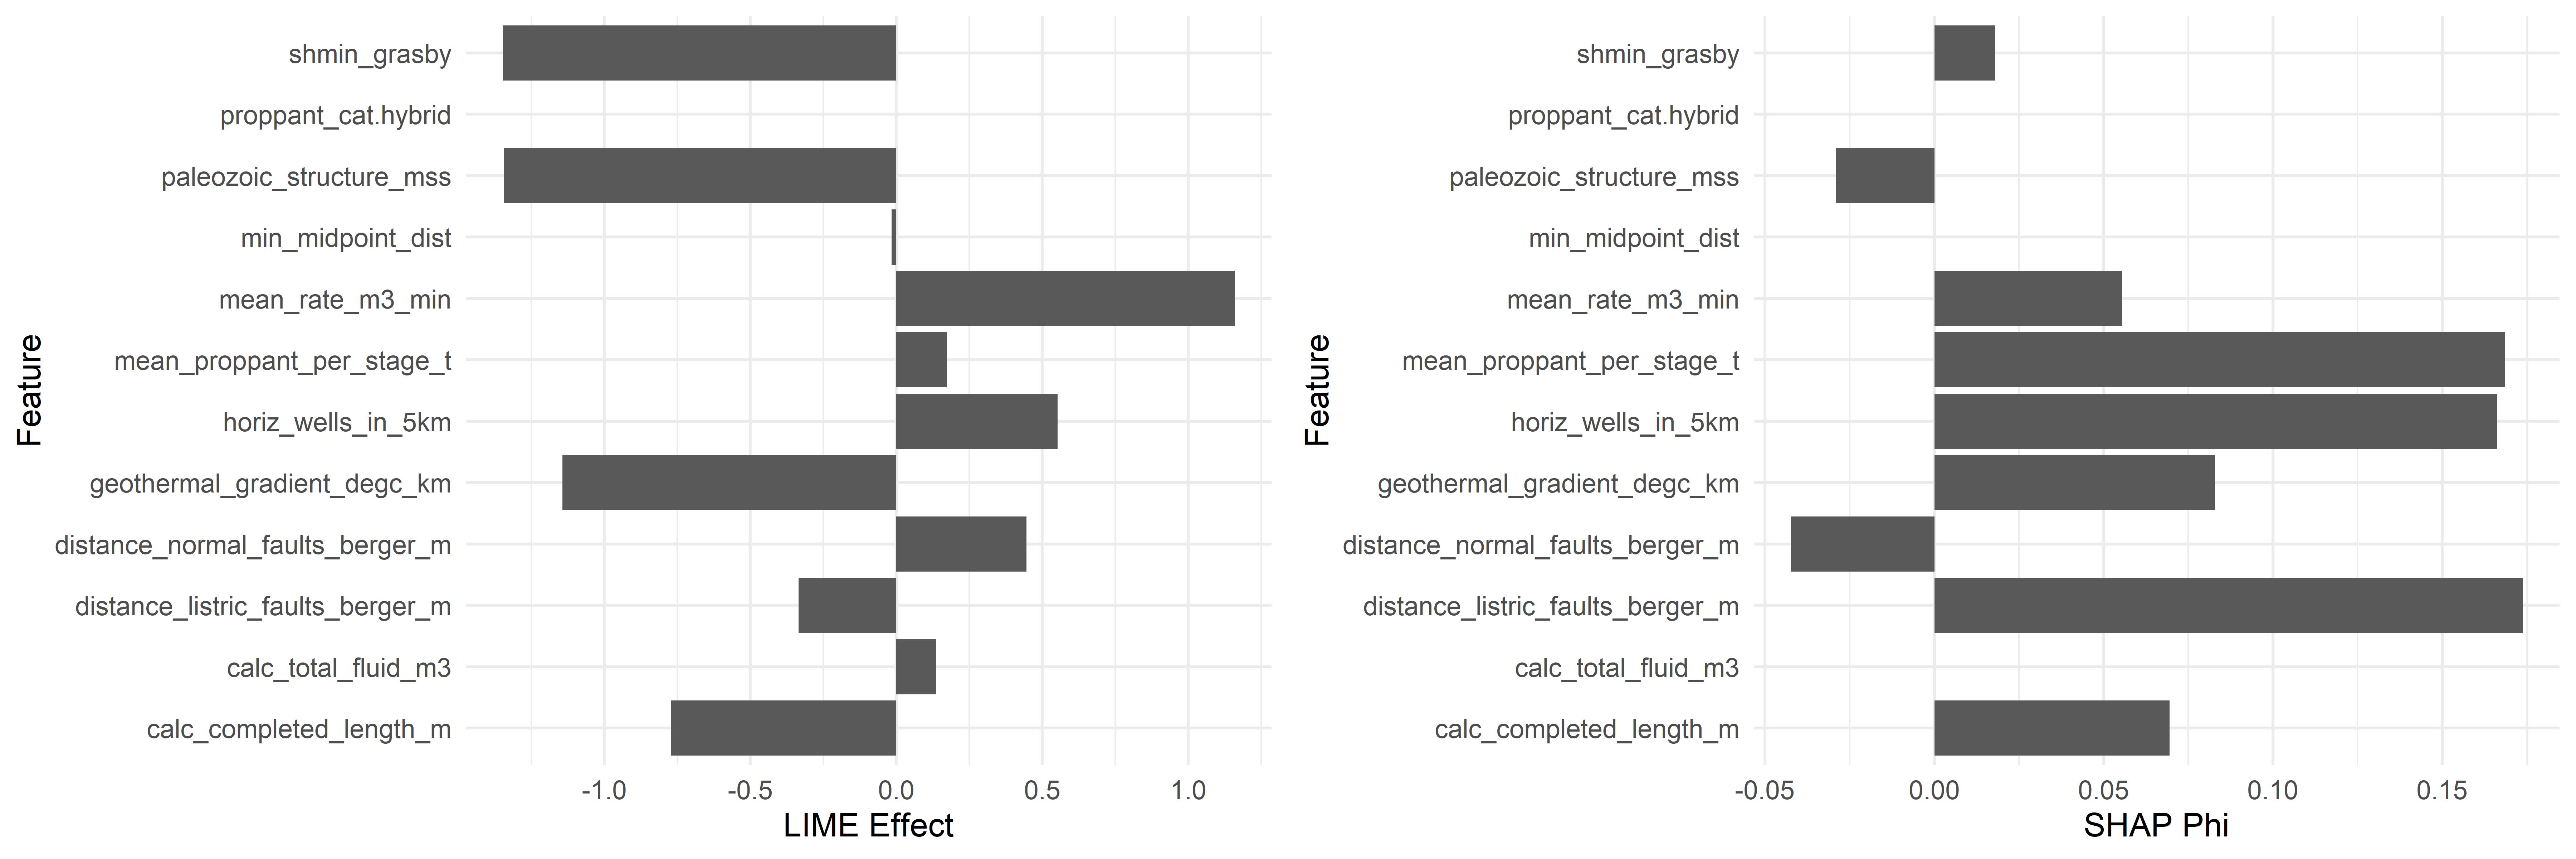 shmin_grasby
proppant_cat.hybrid
paleozoic_structure_mss
min_midpoint_dist
mean_rate_m3_min
mean_proppant_per_stage_t
horiz_wells_in_5km
geothermal_gradient_degc_km
distance_normal_faults_berger_m
distance_listric_faults_berger_m
calc_total_fluid_m3
calc_completed_length_m
Feature
-1.0 -0.5 0.0 0.5 1.0
LIME Effect
shmin_grasby
proppant_cat.hybrid
paleozoic_structure_mss
min_midpoint_dist
mean_rate_m3_min
mean_proppant_per_stage_t
horiz_wells_in_5km
geothermal_gradient_degc_km
distance_normal_faults_berger_m
distance_listric_faults_berger_m
calc_total_fluid_m3
calc_completed_length_m
Feature
-0.05 0.00 0.05 0.10 0.15
SHAP Phi